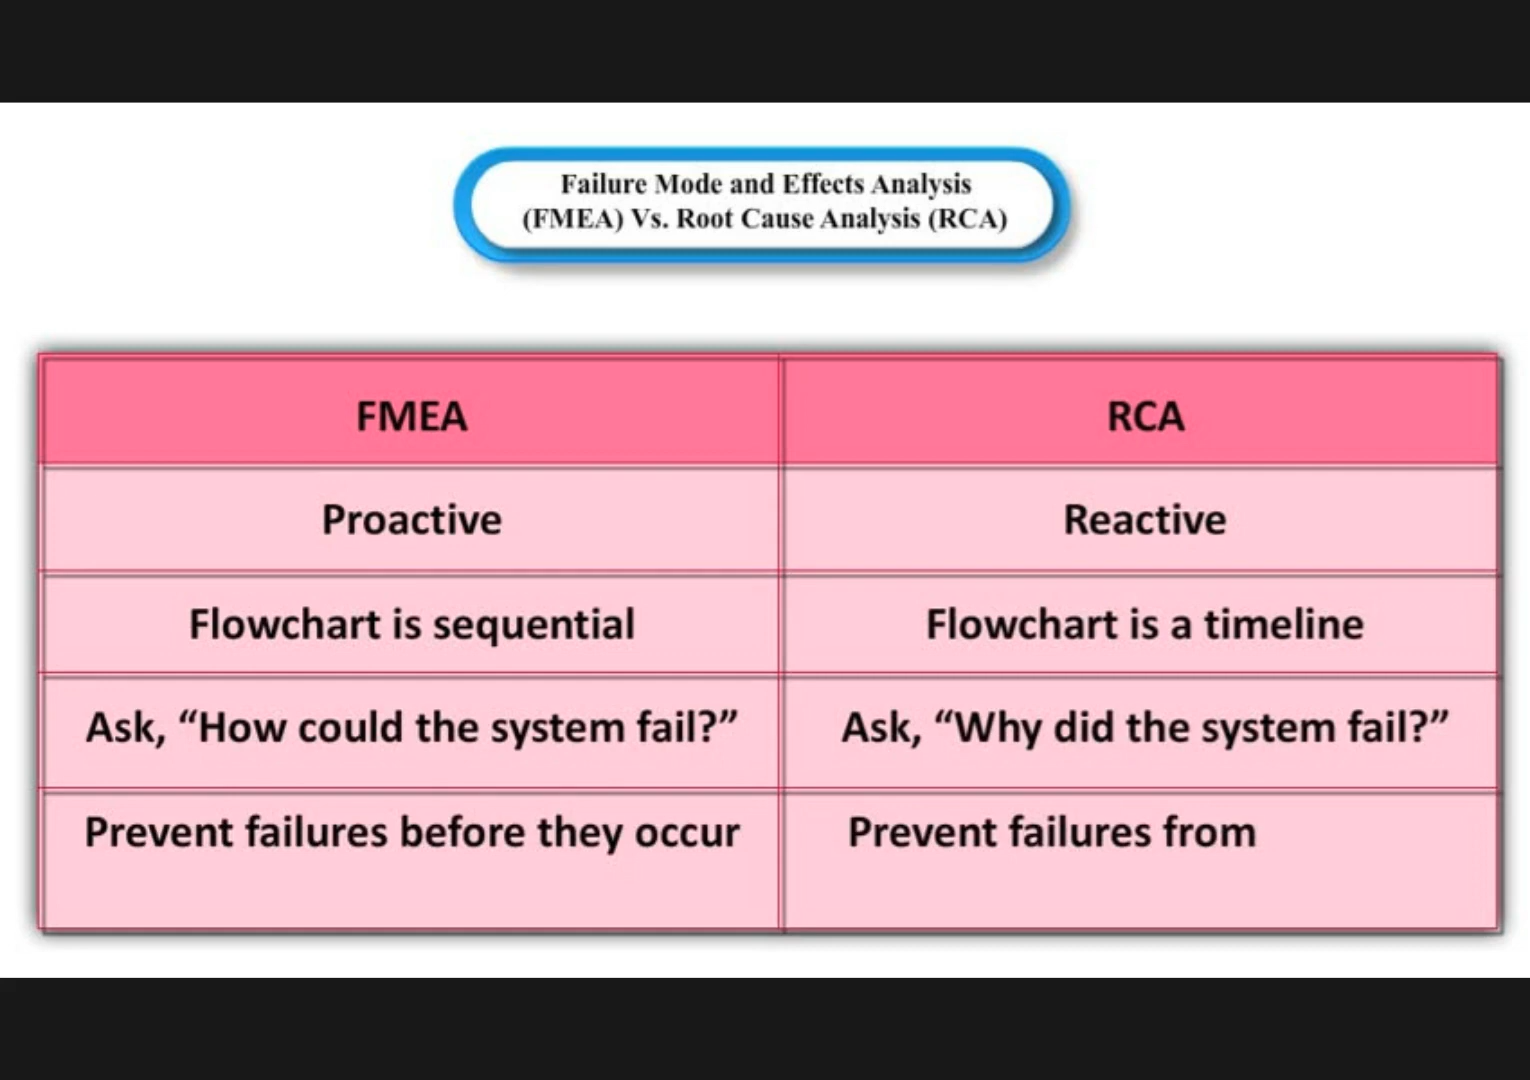 Failure Mode and Effects Analysis
(FMEA) Vs. Root Cause Analysis (RCA)
FMEA
RCA
Proactive
Reactive
Flowchart is sequential
Flowchart is a timeline
Ask, “How could the system fail?”
Ask, “Why did the system fail?”
Prevent failures before they occur
Prevent failures from